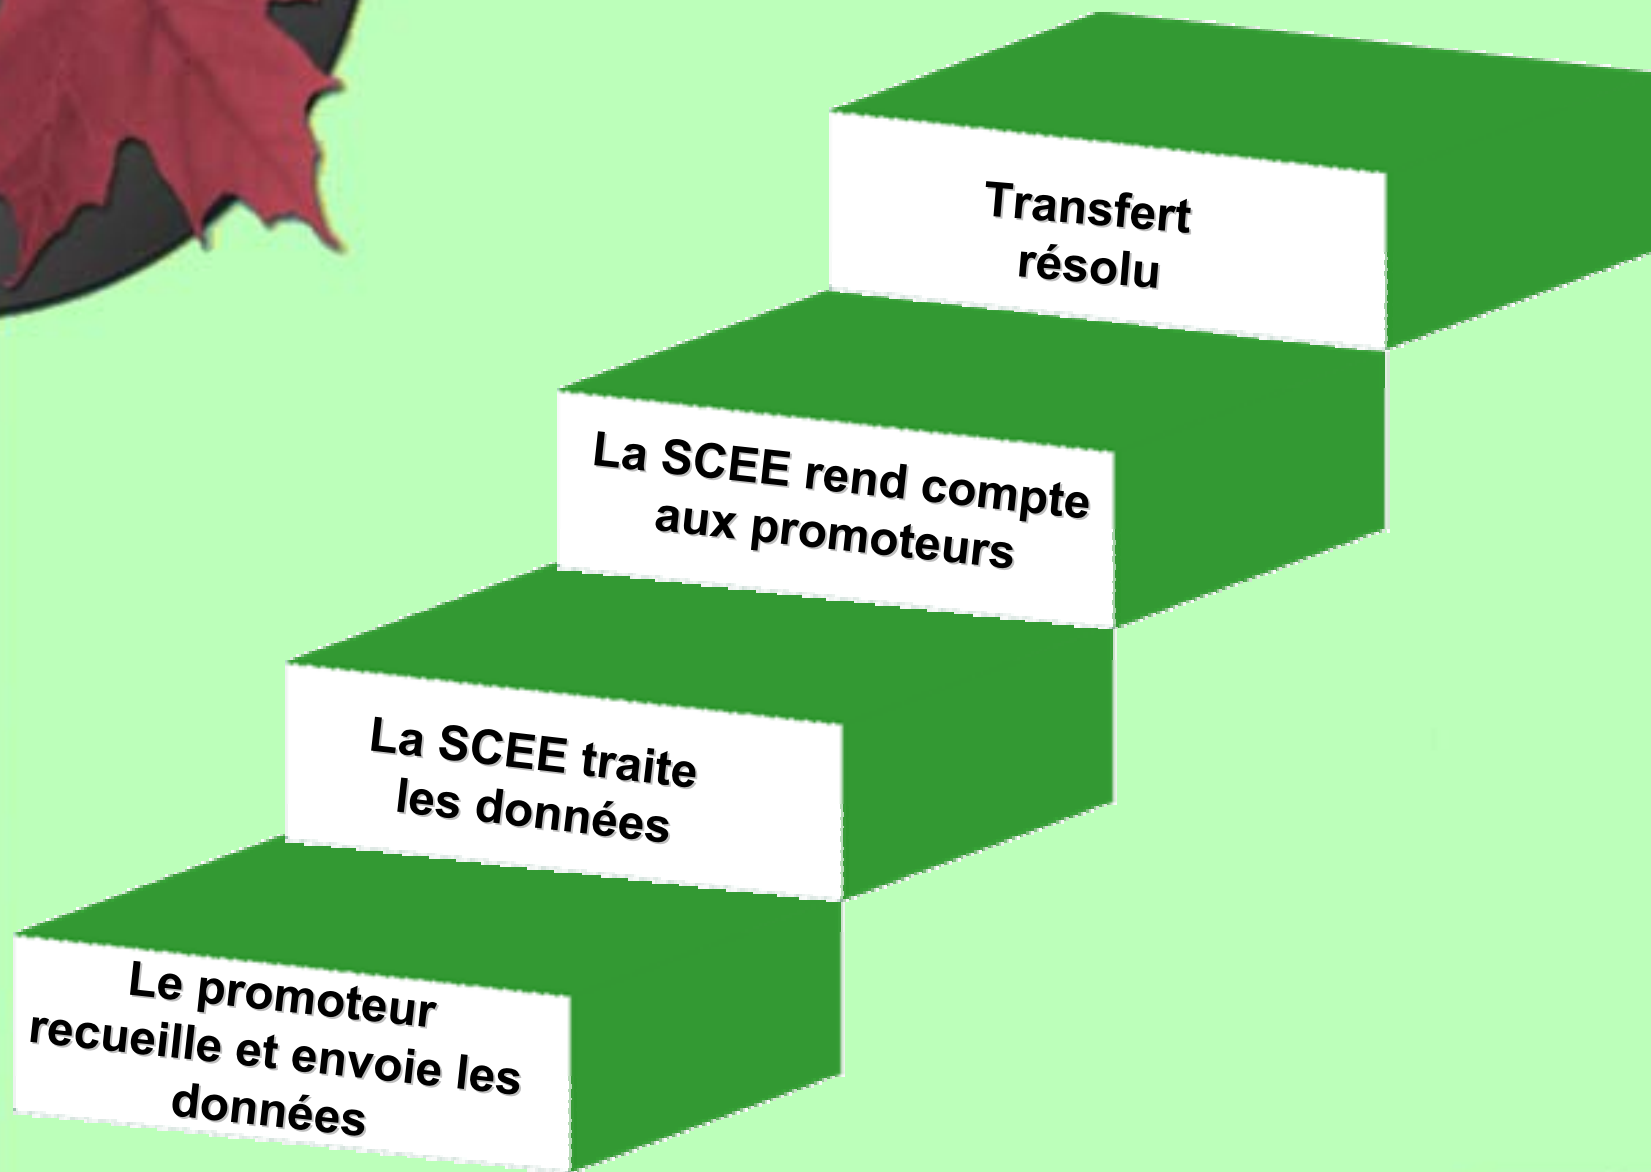 Transfert
résolu
La SCEE rend compte
aux promoteurs
La SCEE traite
les données
Le promoteur
recueille et envoie les
données